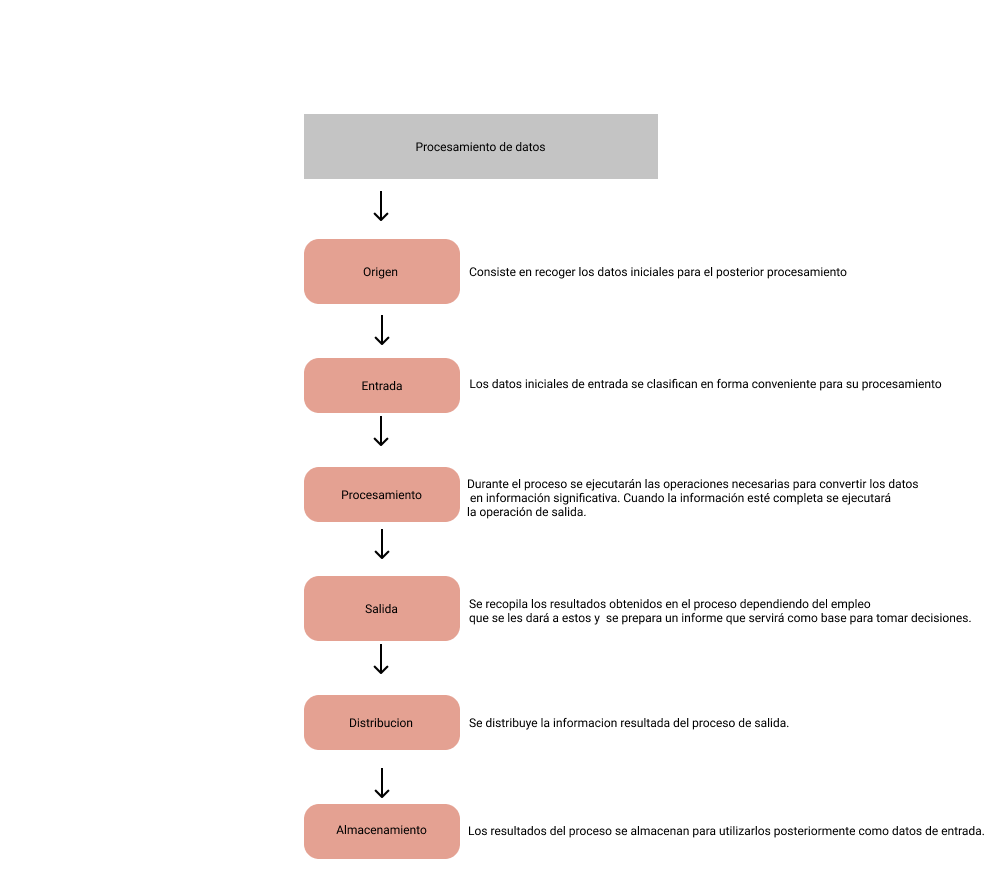 Procesamiento de datos
Origen
Consiste en recoger los datos iniciales para el posterior procesamiento
Entrada
Los datos iniciales de entrada se clasifican en forma conveniente para su procesamiento
Procesamiento
Durante el proceso se ejecutarán las operaciones necesarias para convertir los datos
en información significativa. Cuando la información esté completa se ejecutará
la operación de salida.
Salida
Se recopila los resultados obtenidos en el proceso dependiendo del empleo
que se les dará a estos y  se prepara un informe que servirá como base para tomar decisiones.
Distribucion
Se distribuye la informacion resultada del proceso de salida.
Almacenamiento
Los resultados del proceso se almacenan para utilizarlos posteriormente como datos de entrada.